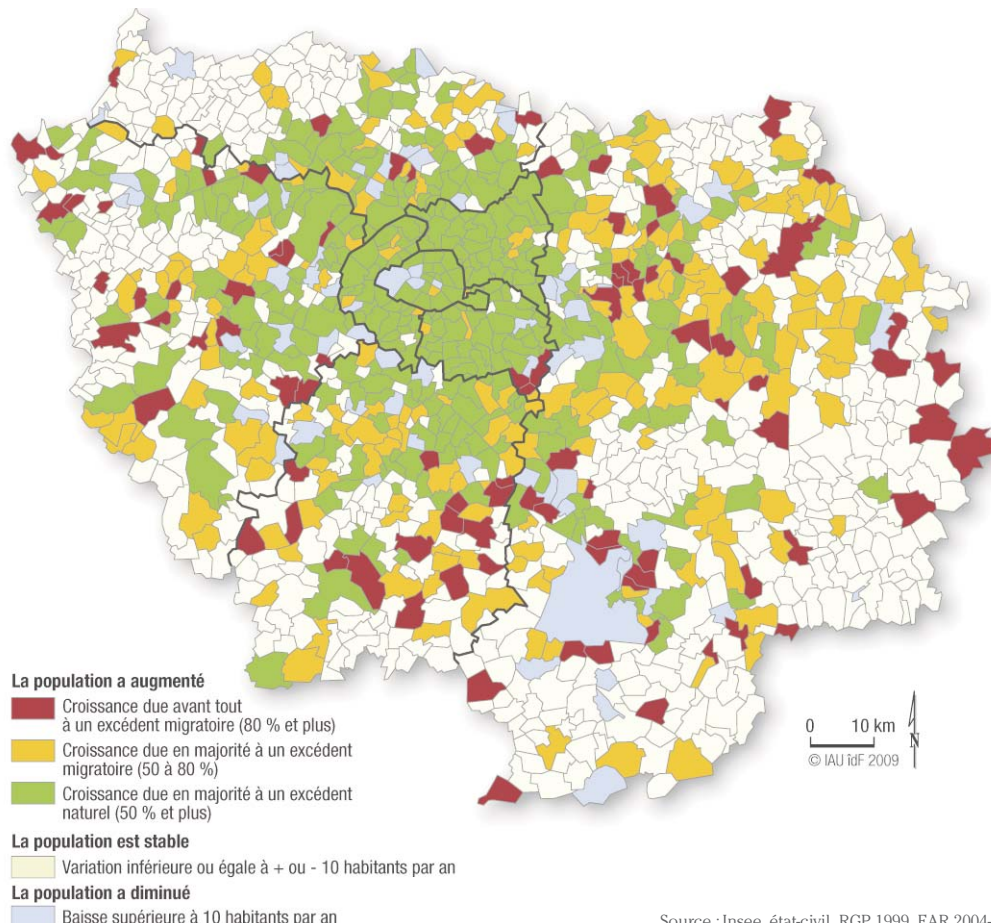 La population a augmenté
Croissance due avant tout
à un excédent migratoire (80 % et plus)
Croissance due en majorité à un excédent
migratoire (50 à 80 %)
Croissance due en majorité à un excédent
naturel (50 % et plus)
La population est stable
Variation inférieure ou égale à + ou - 10 habitants par an
La population a diminué
Baisse supérieure à 10 habitants par an
0 10 km
N
© IAU îdF 2009
Source : Insee, état-civil, RGP 1999, EAR 2004-